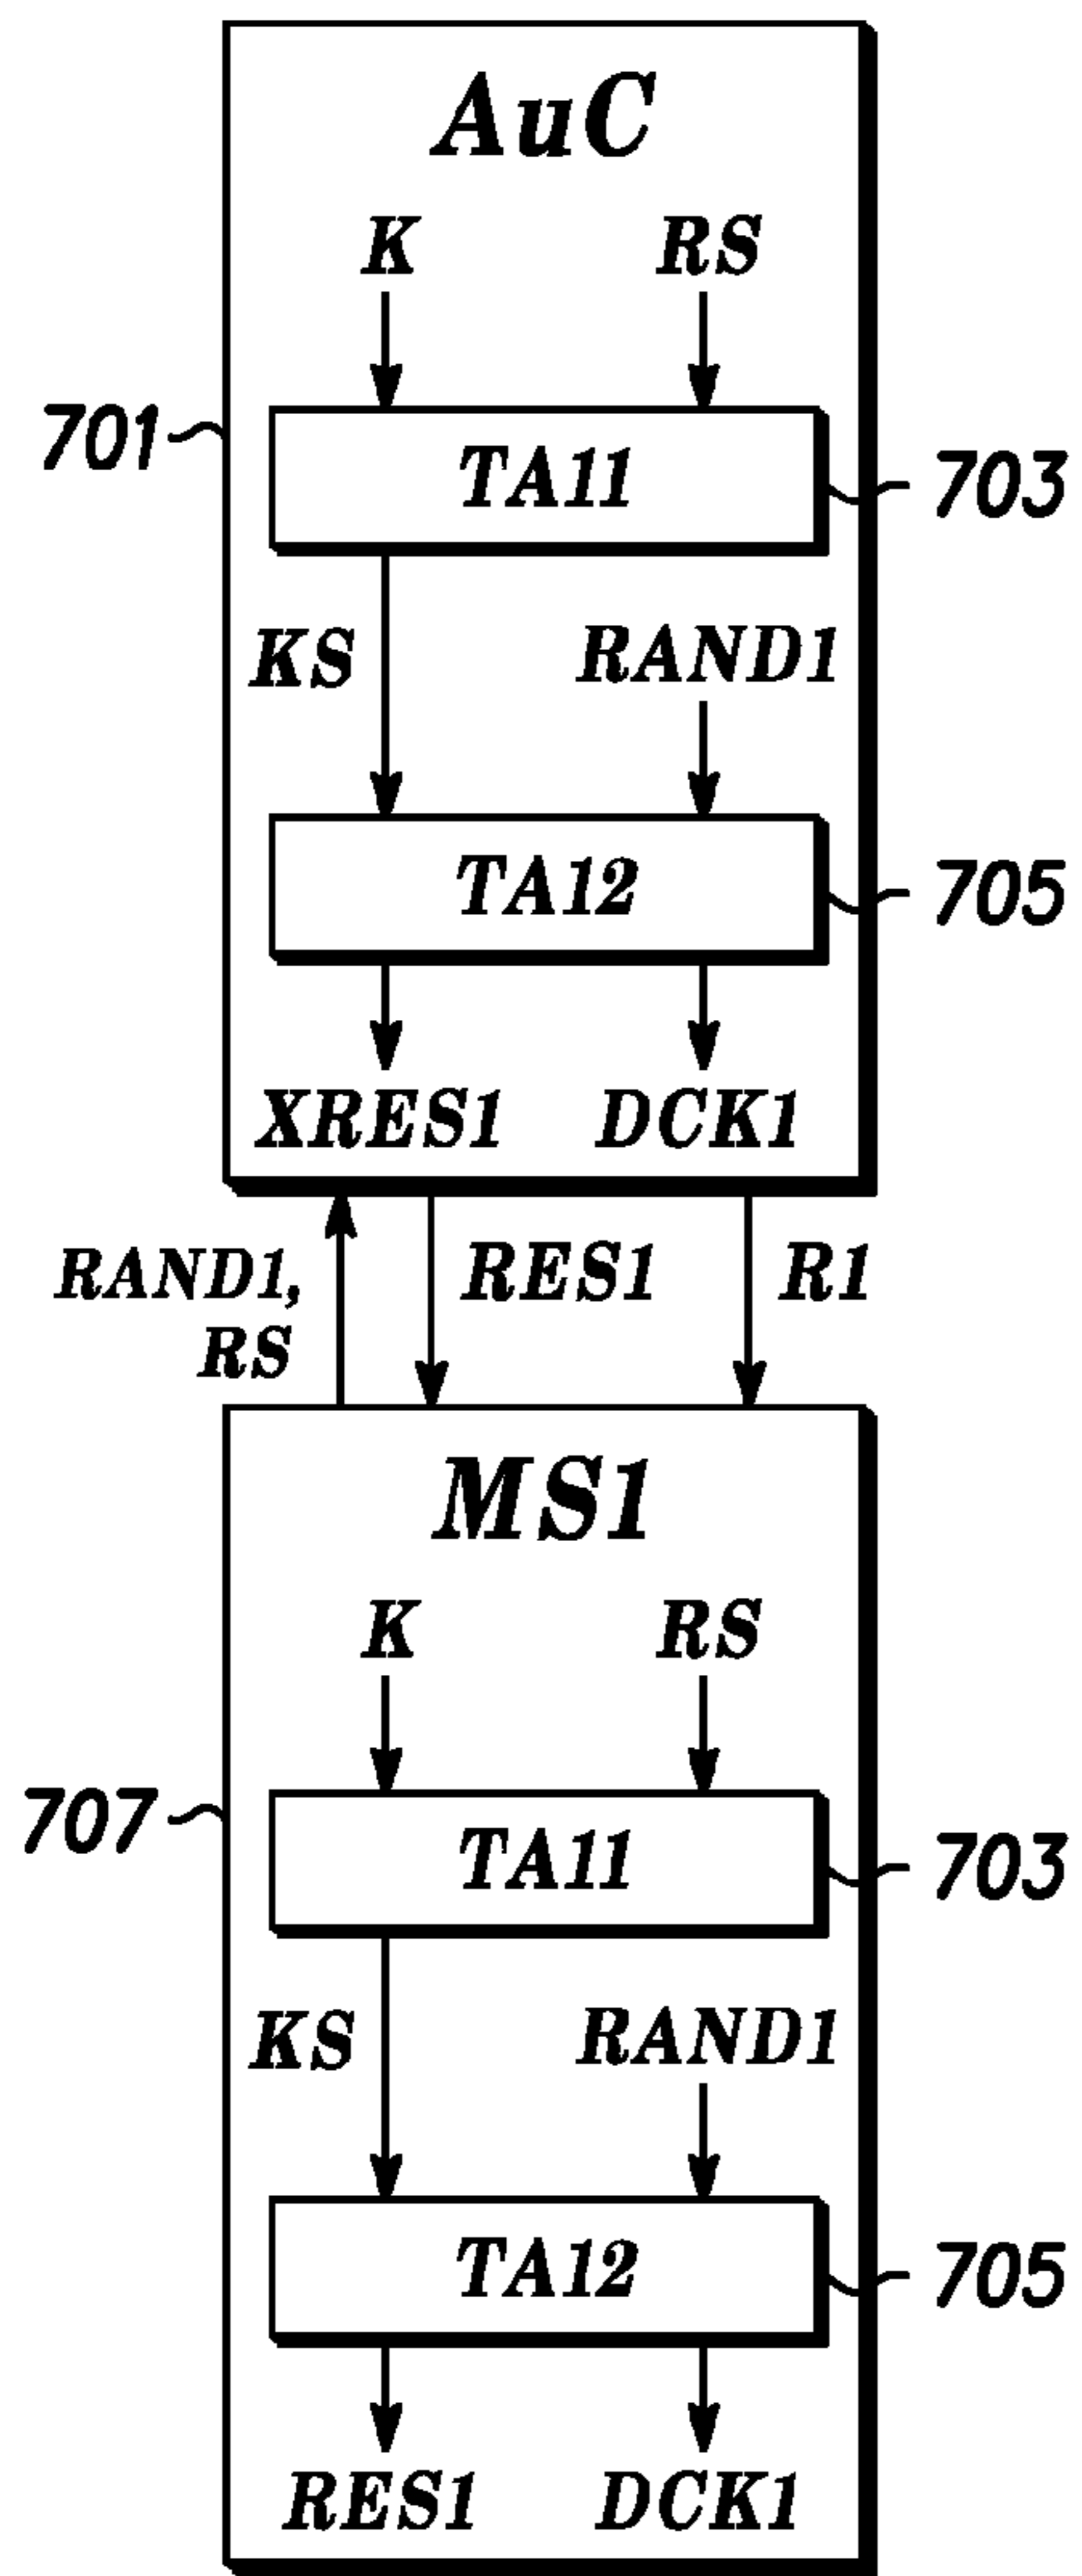 AuC
K RS
701
TA11
703
KS RAND1
TA12
705
XRES1 DCK1
RAND1,
RS
RES1 R1
MS1
K RS
707
TA11
703
KS RAND1
TA12
705
RES1 DCK1